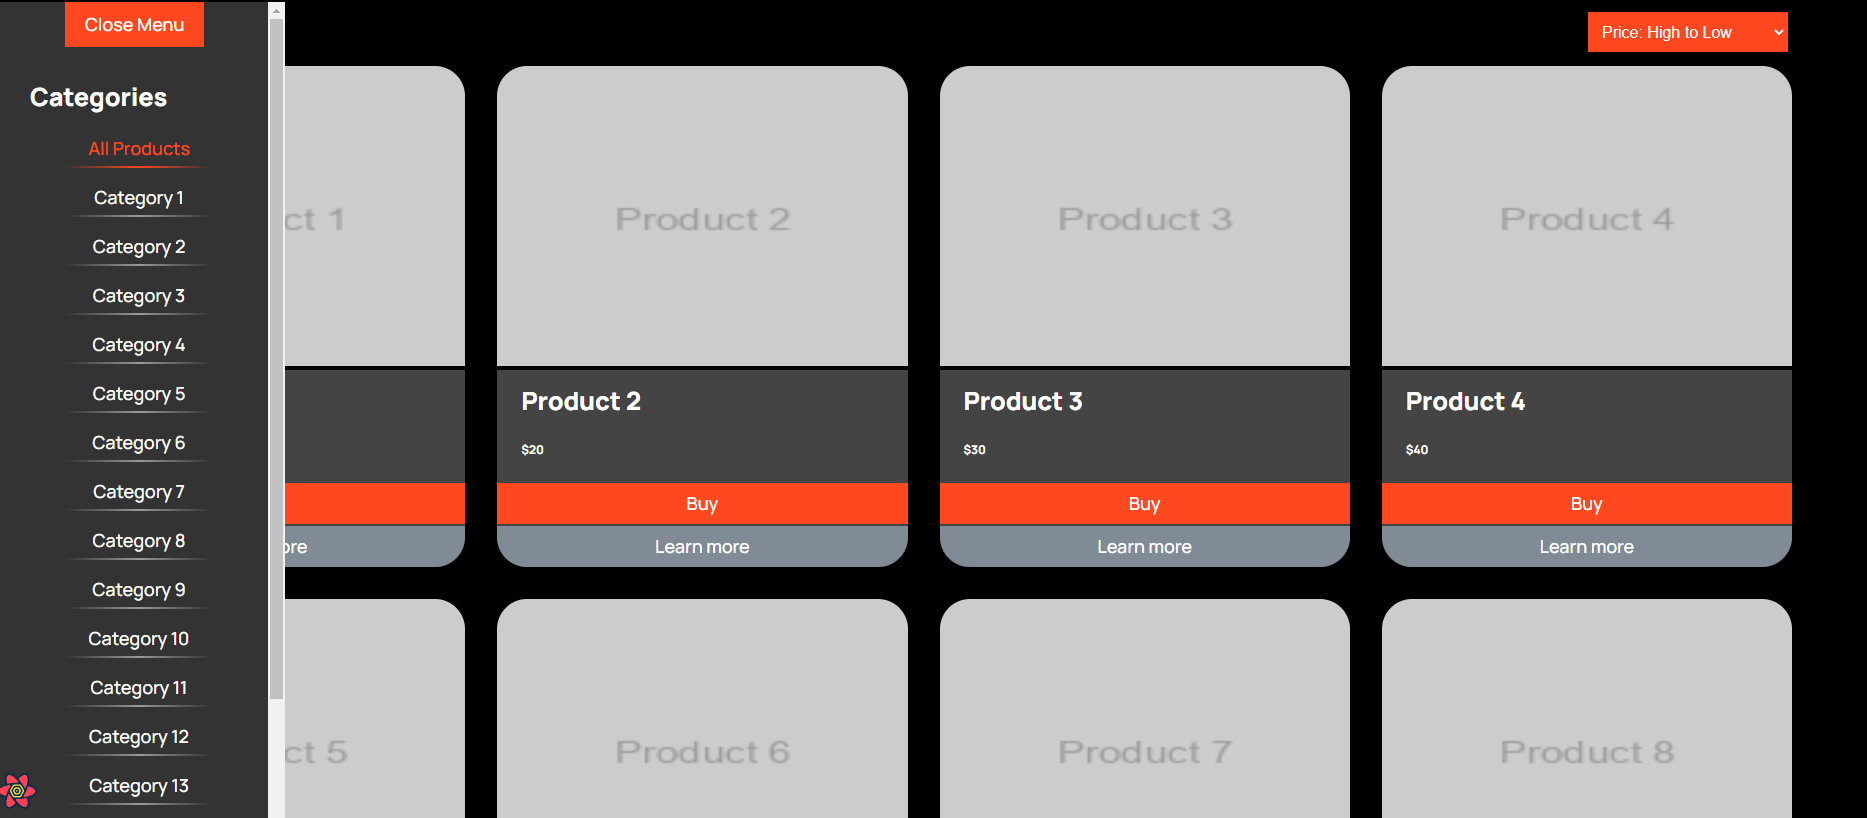 Close Menu
Price: High to Low
Categories
All Products
Category 1
Category 2
Category 3
Category 4
Category 5
Category 6
Category 7
Category 8
Category 9
Category 10
Category 11
Category 12
Category 13
ct 1
Product 2
Product 3
Product 4
Product 2
Product 3
Product 4
$20
$30
$40
Buy
Buy
Buy
ore
Learn more
Learn more
Learn more
ct 5
Product 6
Product 7
Product 8